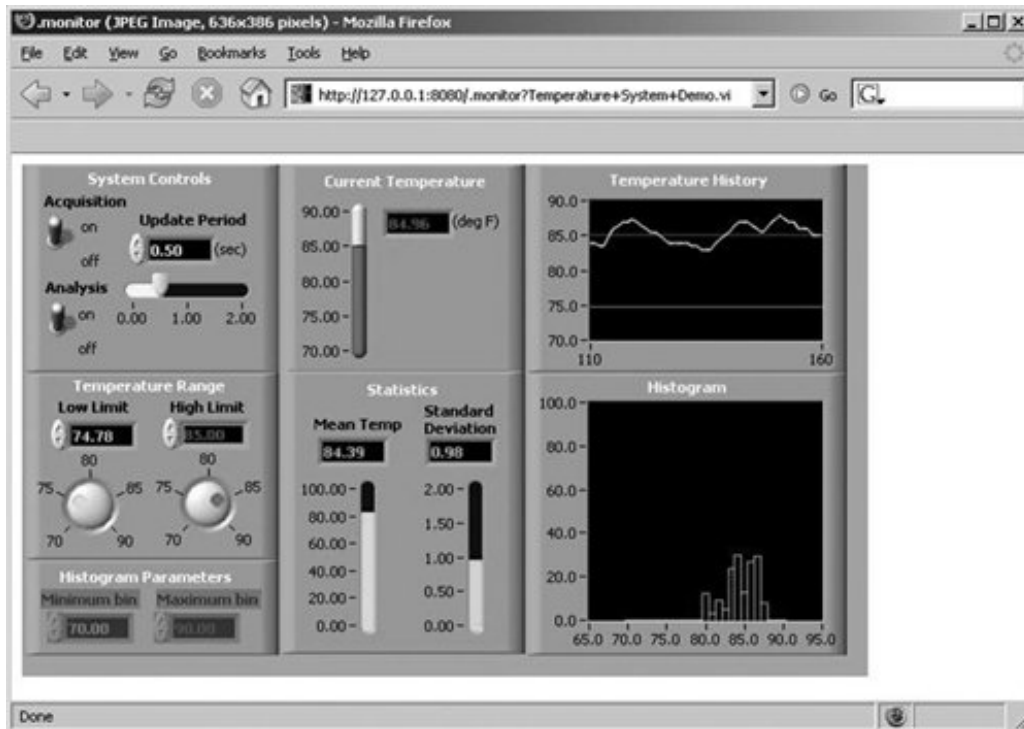 .monitor (JPEG Image, 636x386 pixels) - Mozilla Firefox
File Edit View Go Bookmarks Tools Help
http://127.0.0.1:8080/.monitor?Temperature+System+Demo.vi Go G
System Controls
Acquisition
on
off
Update Period
0.50 (sec)
Analysis
on
off
0.00 1.00 2.00
Current Temperature
90.00
85.00
80.00
75.00
70.00
84.96 (deg F)
Temperature History
90.0
85.0
80.0
75.0
70.0
110 160
Temperature Range
Low Limit High Limit
74.78 85.00
80 80
75 85 75 85
70 90 70 90
Histogram Parameters
Minimum bin Maximum bin
70.00 90.00
Statistics
Mean Temp
84.39
Standard
Deviation
0.98
100.00
80.00
60.00
40.00
20.00
0.00
2.00
1.50
1.00
0.50
0.00
Histogram
100.0
80.0
60.0
40.0
20.0
0.0
65.0 70.0 75.0 80.0 85.0 90.0 95.0
Done